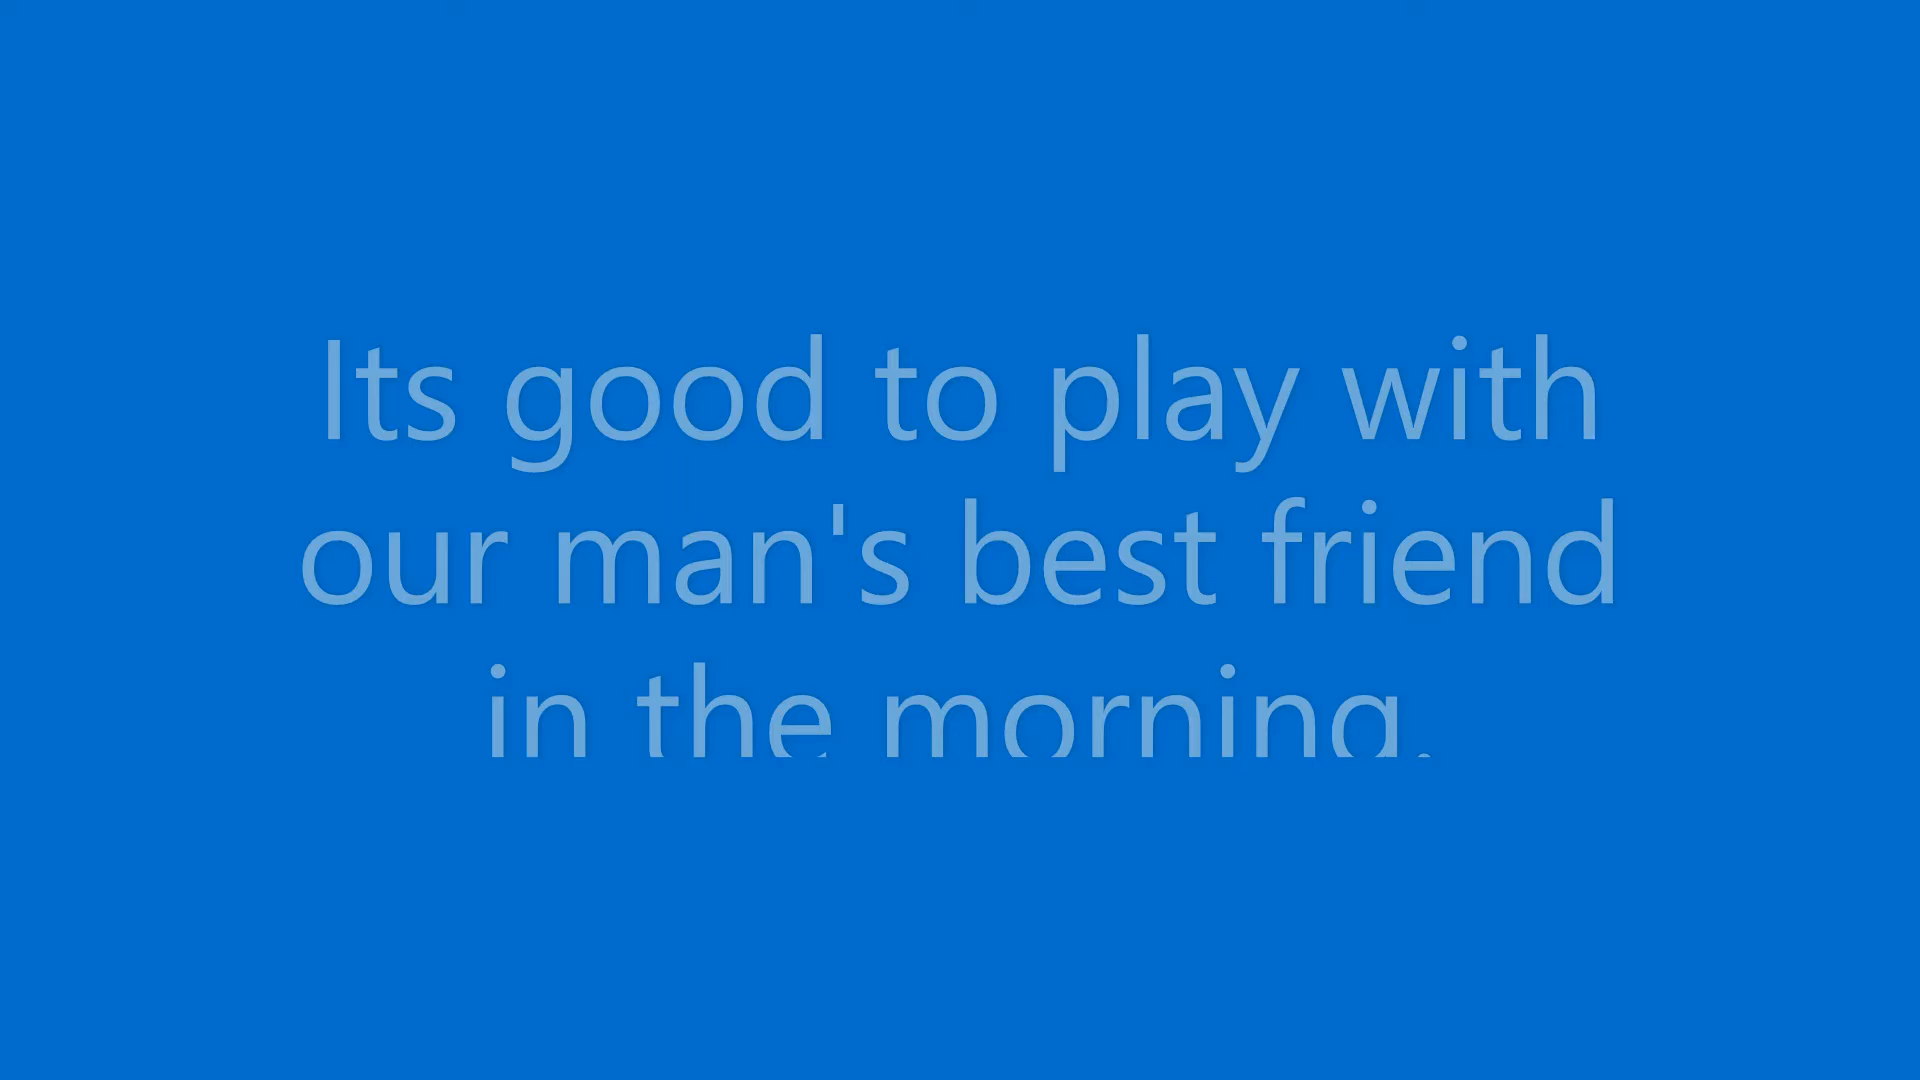 Its good to play with
our man's best friend
in the morning.